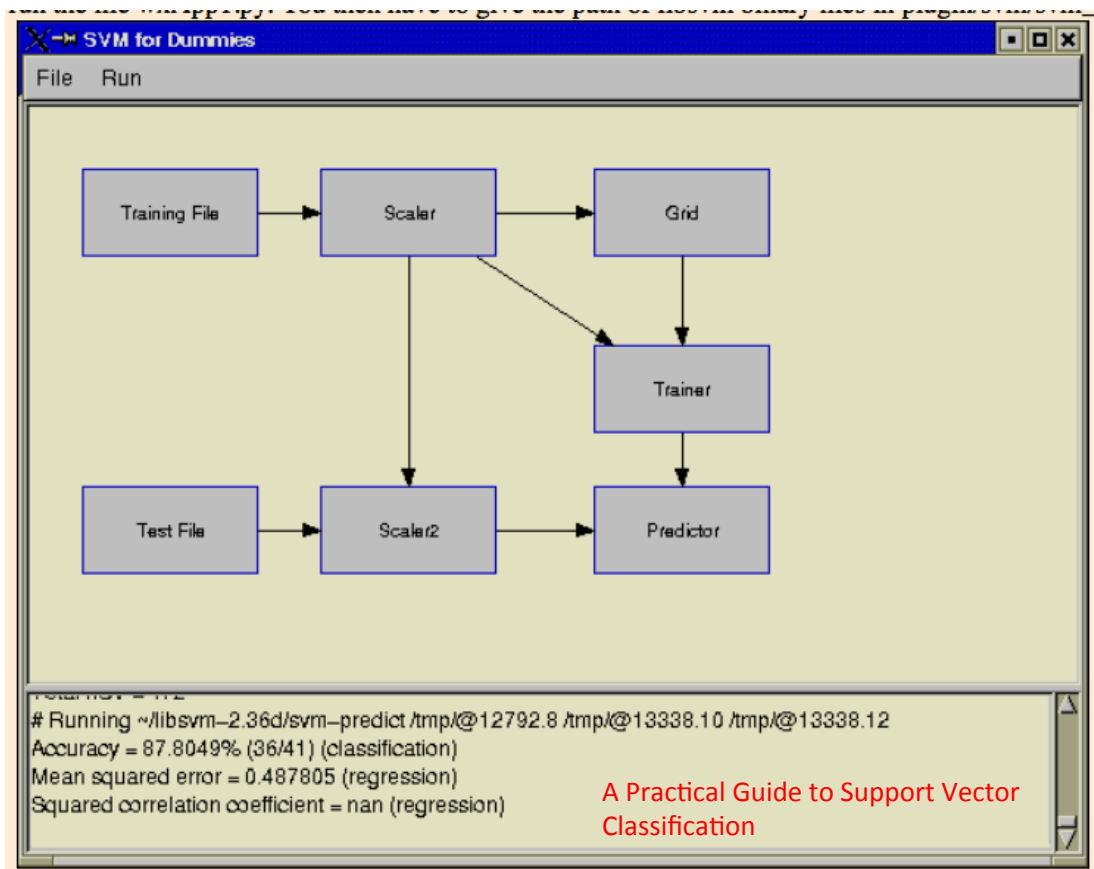 SVM for Dummies
File Run
Training File
Scaler
Grid
Trainer
Test File
Scaler2
Predictor
# Running ~/libsvm-2.36d/svm-predict /tmp/@12792.8 /tmp/@13338.10 /tmp/@13338.12
Accuracy = 87.8049% (36/41) (classification)
Mean squared error = 0.487805 (regression)
Squared correlation coefficient = nan (regression)
A Practical Guide to Support Vector
Classification